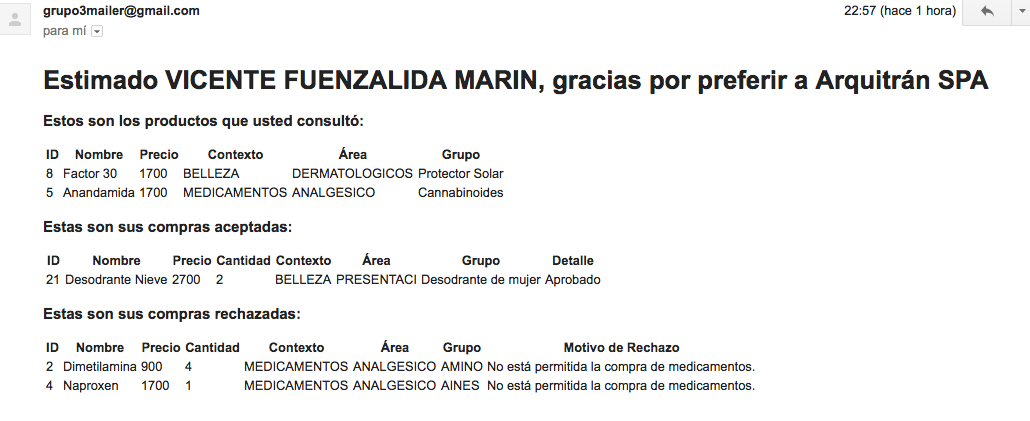 grupo3mailer@gmail.com 22:57 (hace 1 hora)
para mí
Estimado VICENTE FUENZALIDA MARIN, gracias por preferir a Arquitrán SPA
Estos son los productos que usted consultó:
ID Nombre Precio Contexto Área Grupo
8 Factor 30 1700 BELLEZA DERMATOLOGICOS Protector Solar
5 Anandamida 1700 MEDICAMENTOS ANALGESICO Cannabinoides
Estas son sus compras aceptadas:
ID Nombre Precio Cantidad Contexto Área Grupo Detalle
21 Desodrante Nieve 2700 2 BELLEZA PRESENTACI Desodrante de mujer Aprobado
Estas son sus compras rechazadas:
ID Nombre Precio Cantidad Contexto Área Grupo Motivo de Rechazo
2 Dimetilamina 900 4 MEDICAMENTOS ANALGESICO AMINO No está permitida la compra de medicamentos.
4 Naproxen 1700 1 MEDICAMENTOS ANALGESICO AINES No está permitida la compra de medicamentos.